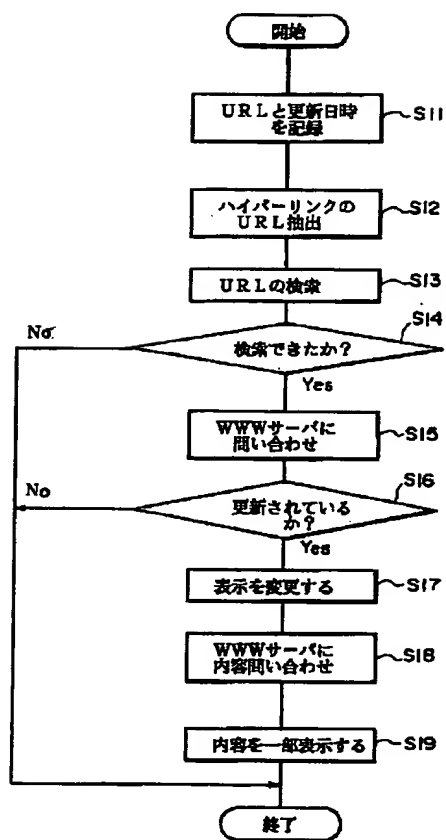 開始
URLと更新日時
を記録
S11
ハイパーリンクの
URL抽出
S12
URLの検索
S13
S14
No
検索できたか?
Yes
WWWサーバに
問い合わせ
S15
S16
No
更新されている
か?
Yes
表示を変更する
S17
WWWサーバに
内容問い合わせ
S18
内容を一部表示する
S19
終了